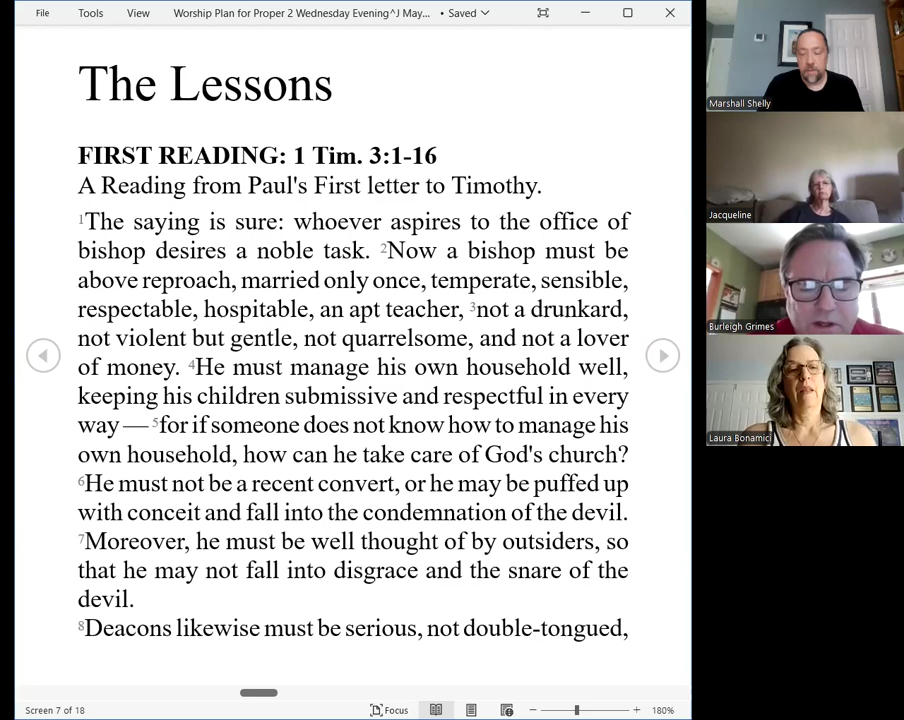 File Tools View Worship Plan for Proper 2 Wednesday Evening^J May... • Saved
The Lessons
FIRST READING: 1 Tim. 3:1-16
A Reading from Paul's First letter to Timothy.
1The saying is sure: whoever aspires to the office of
bishop desires a noble task. 2Now a bishop must be
above reproach, married only once, temperate, sensible,
respectable, hospitable, an apt teacher, 3not a drunkard,
not violent but gentle, not quarrelsome, and not a lover
of money. 4He must manage his own household well,
keeping his children submissive and respectful in every
way — 5for if someone does not know how to manage his
own household, how can he take care of God's church?
6He must not be a recent convert, or he may be puffed up
with conceit and fall into the condemnation of the devil.
7Moreover, he must be well thought of by outsiders, so
that he may not fall into disgrace and the snare of the
devil.
8Deacons likewise must be serious, not double-tongued,
Screen 7 of 18 Focus 180%
Marshall Shelly
Jacqueline
Burleigh Grimes
Laura Bonamici